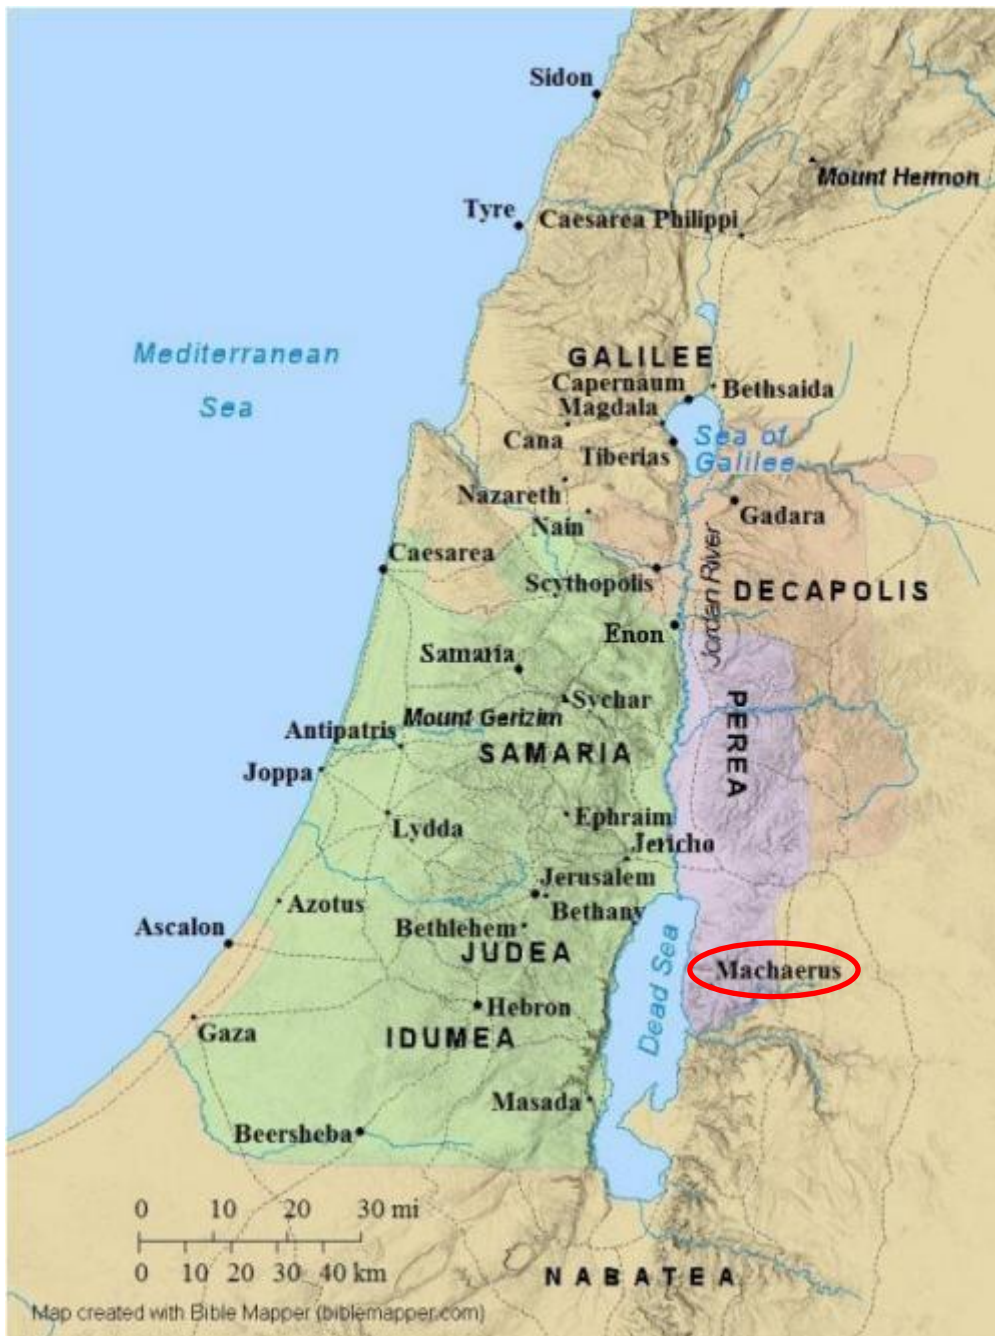 Sidon
Mount Hermon
Tyre
Caesarea Philippi
Mediterranean
Sea
GALILEE
Capernaum
Bethsaida
Magdala
Cana
Sea of
Galilee
Tiberias
Nazareth
Gadara
Nain
Caesarea
Scythopolis
Jordan River
DECAPOLIS
Enon
Samaria
Sychar
PEREA
Mount Gerizim
Antipatris
SAMARIA
Joppa
Lydda
Ephraim
Jericho
Jerusalem
Azotus
Bethany
Ascalon
Bethlehem
JUDEA
Dead Sea
Machaerus
Hebron
Gaza
IDUMEA
Masada
Beersheba
0 10 20 30 mi
0 10 20 30 40 km
NABATEA
Map created with Bible Mapper (biblemapper.com)